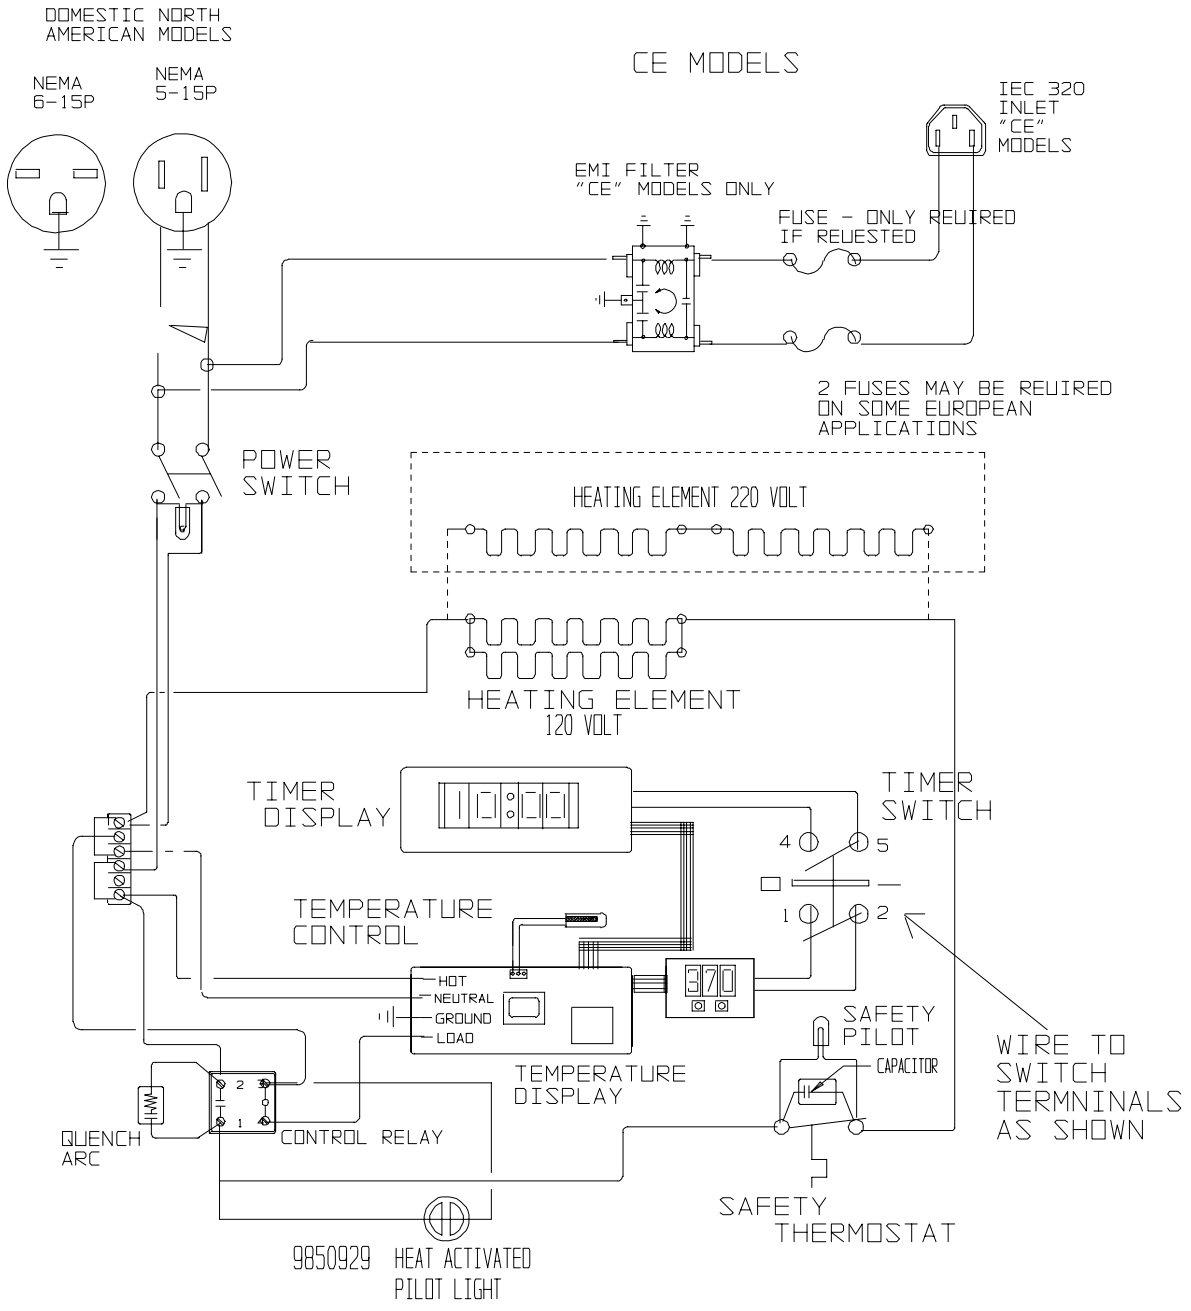 DOMESTIC NORTH
AMERICAN MODELS
NEMA
6-15P
NEMA
5-15P
CE MODELS
IEC 320
INLET
"CE"
MODELS
EMI FILTER
"CE" MODELS ONLY
FUSE - ONLY REUIRED
IF REUESTED
2 FUSES MAY BE REUIRED
ON SOME EUROPEAN
APPLICATIONS
POWER
SWITCH
HEATING ELEMENT 220 VOLT
HEATING ELEMENT
120 VOLT
TIMER
DISPLAY
10:00
TIMER
SWITCH
4
5
1
2
TEMPERATURE
CONTROL
HOT
NEUTRAL
GROUND
LOAD
370
TEMPERATURE
DISPLAY
SAFETY
PILOT
CAPACITOR
WIRE TO
SWITCH
TERMNINALS
AS SHOWN
2 3
1 4
QUENCH
ARC
CONTROL RELAY
SAFETY
THERMOSTAT
9850929 HEAT ACTIVATED
PILOT LIGHT